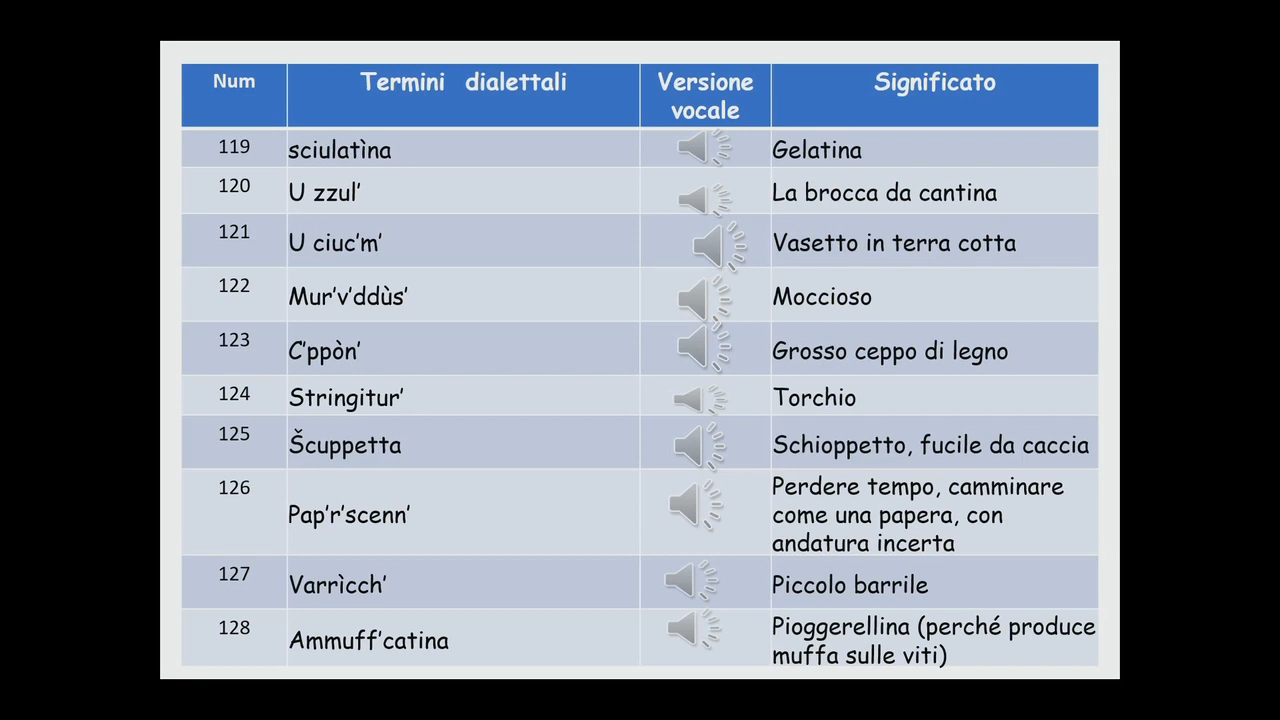 Num Termini dialettali Versione vocale Significato
119 sciulatìna Gelatina
120 U zzul’ La brocca da cantina
121 U ciuc’m’ Vasetto in terra cotta
122 Mur’v’ddùs’ Moccioso
123 C’ppòn’ Grosso ceppo di legno
124 Stringitur’ Torchio
125 Šcuppetta Schioppetto, fucile da caccia
126 Pap’r’scenn’ Perdere tempo, camminare
come una papera, con
andatura incerta
127 Varrìcch’ Piccolo barrile
128 Ammuff’catina Pioggerellina (perché produce
muffa sulle viti)